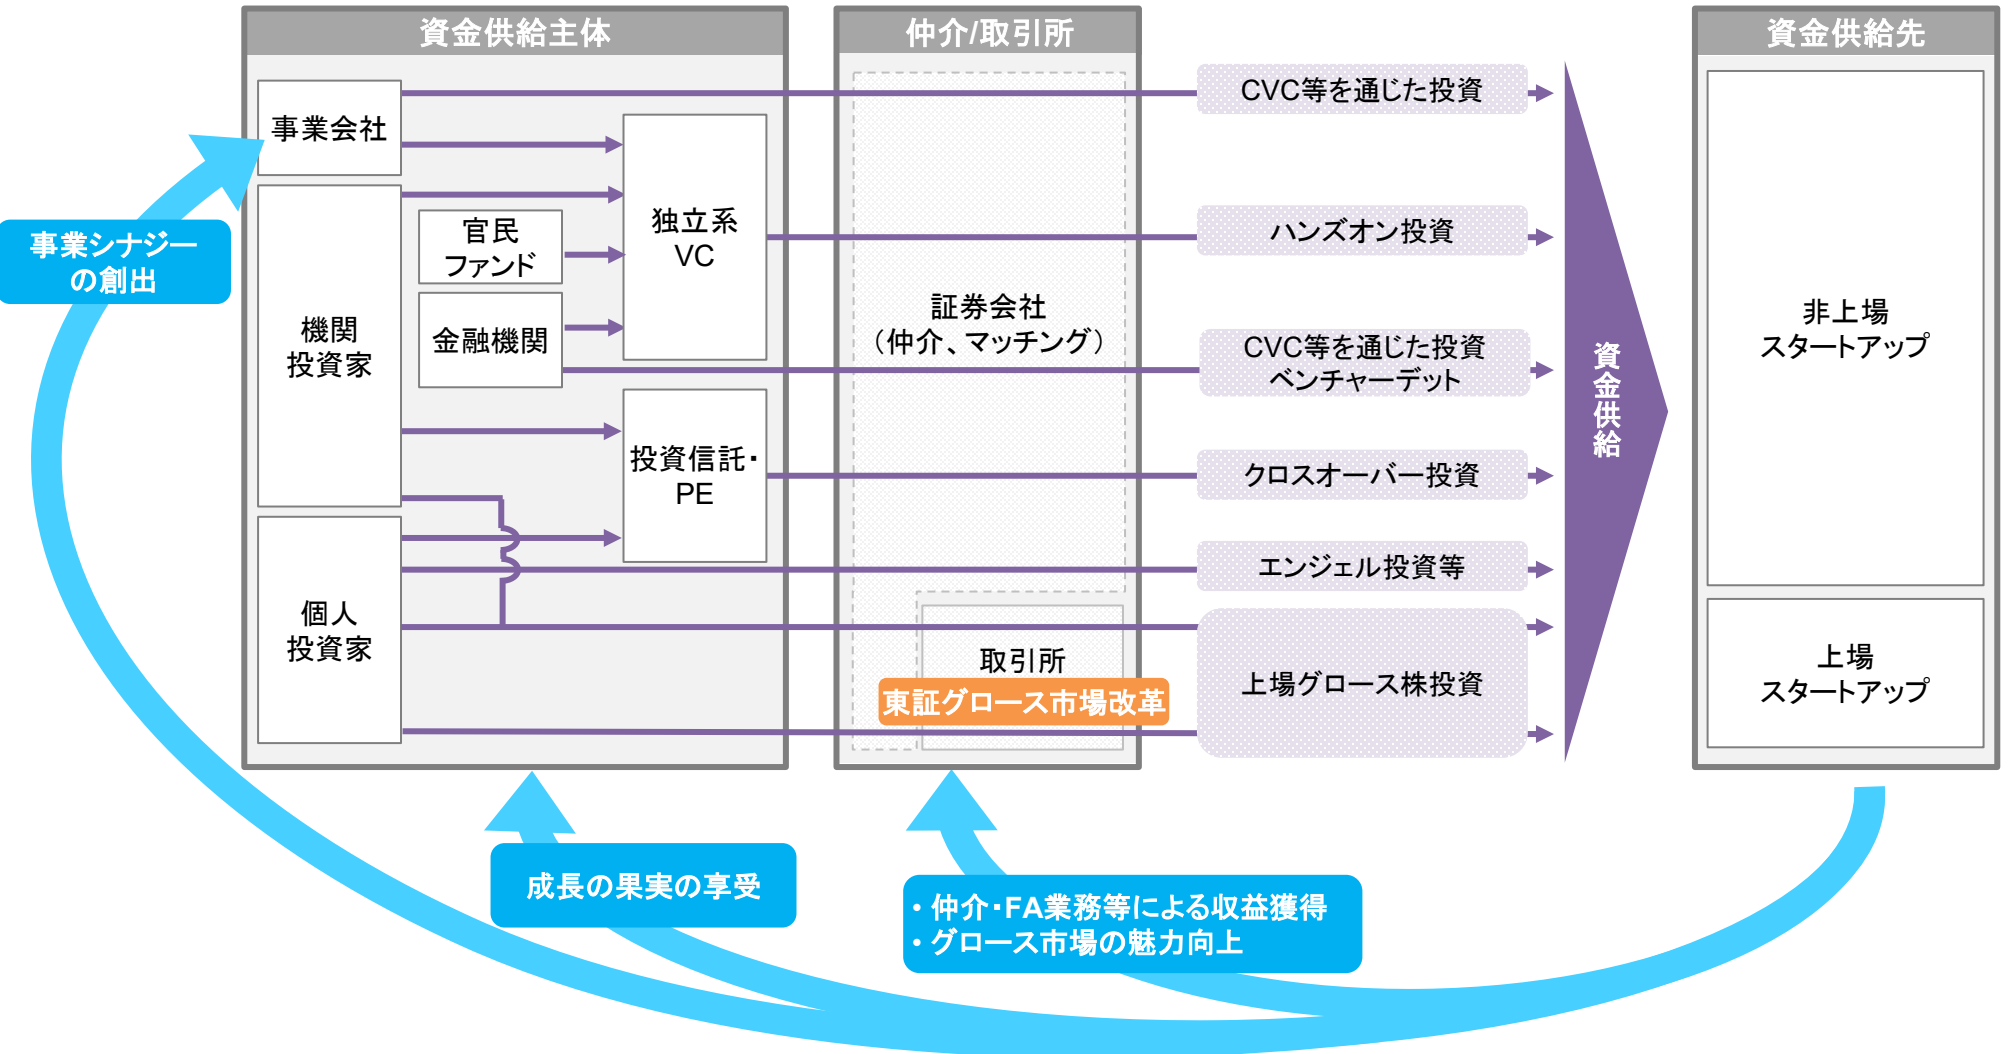 資金供給主体
事業会社
機関
投資家
個人
投資家
官民
ファンド
金融機関
独立系
VC
投資信託・
PE
仲介/取引所
証券会社
（仲介、マッチング）
取引所
東証グロース市場改革
CVC等を通じた投資
ハンズオン投資
CVC等を通じた投資
ベンチャーデット
クロスオーバー投資
エンジェル投資等
上場グロース株投資
資金供給
資金供給先
非上場
スタートアップ
上場
スタートアップ
事業シナジー
の創出
成長の果実の享受
・仲介・FA業務等による収益獲得
・グロース市場の魅力向上